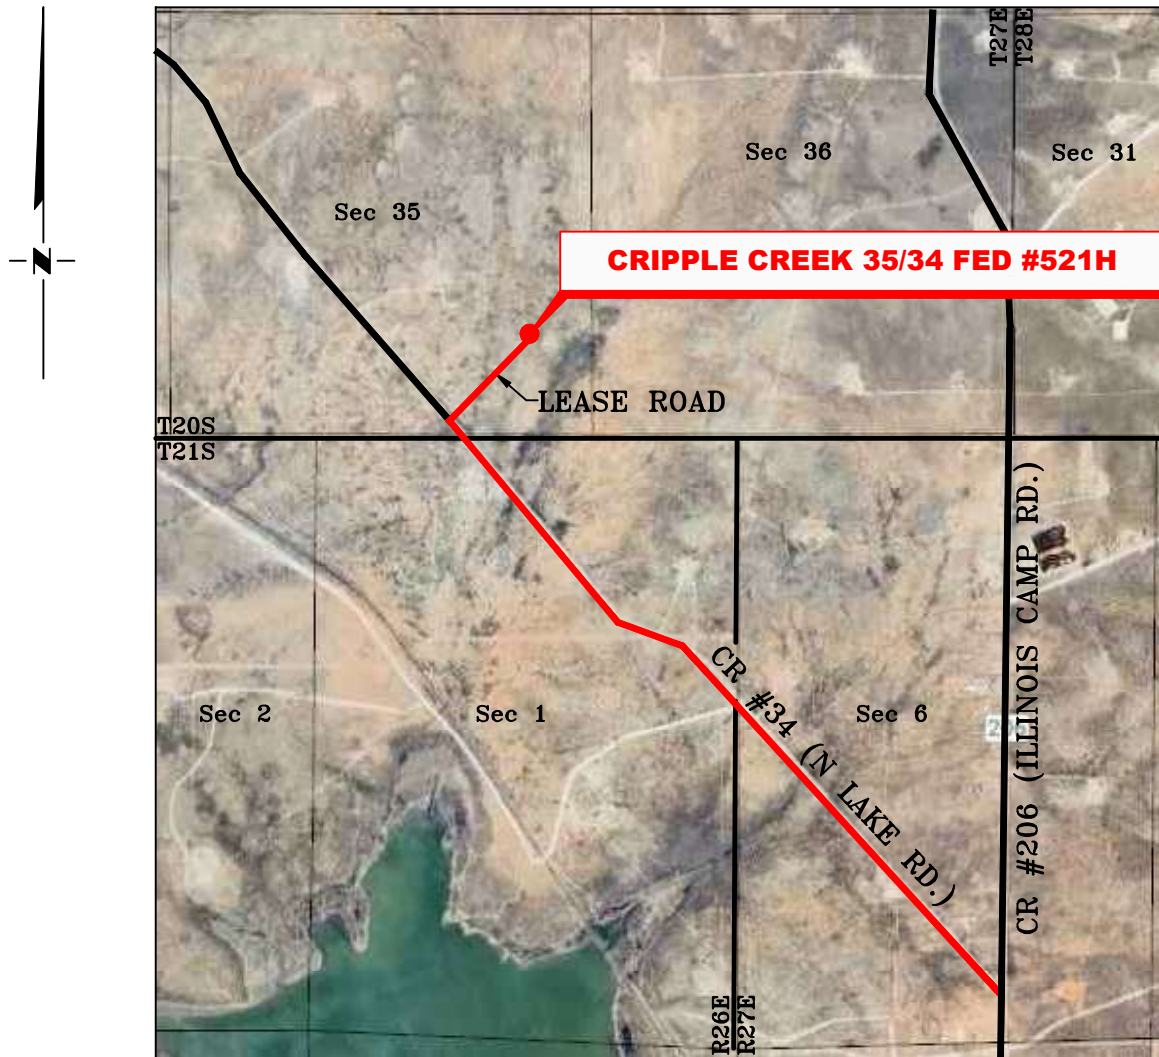 T27E
T28E
Sec 36
Sec 31
Sec 35
N
CRIPPLE CREEK 35/34 FED #521H
LEASE ROAD
T20S
T21S
CR #206 (ILLINOIS CAMP RD.)
CR #34 (N LAKE RD.)
Sec 2
Sec 1
Sec 6
R26E
R27E